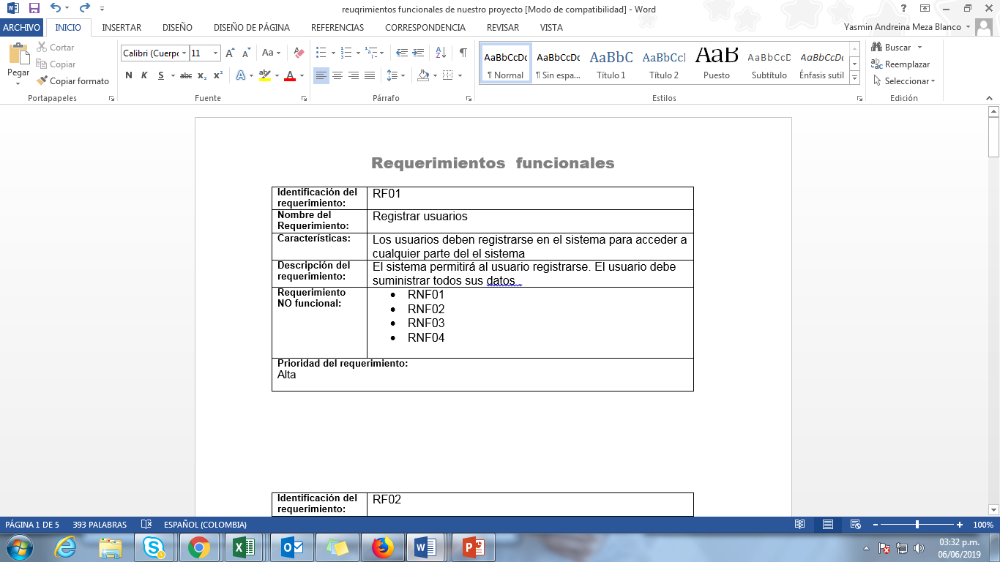 reuqrimientos funcionales de nuestro proyecto [Modo de compatibilidad] - Word
ARCHIVO INICIO INSERTAR DISEÑO DISEÑO DE PÁGINA REFERENCIAS CORRESPONDENCIA REVISAR VISTA Yasmin Andreina Meza Blanco
Pegar
Cortar
Copiar
Copiar formato
Portapapeles
Calibri (Cuerpo 11
N K S abc x₂ x²
Fuente
Párrafo
AaBbCcDc AaBbCcDc AaBbC AaBbCcI AaB AaBbCcD AaBbCcDc
¶ Normal ¶ Sin espa... Título 1 Título 2 Puesto Subtítulo Énfasis sutil
Estilos
Buscar
Reemplazar
Seleccionar
Edición
Requerimientos funcionales
Identificación del requerimiento: RF01
Nombre del Requerimiento: Registrar usuarios
Características: Los usuarios deben registrarse en el sistema para acceder a
cualquier parte del el sistema
Descripción del requerimiento: El sistema permitirá al usuario registrarse. El usuario debe
suministrar todos sus datos..
Requerimiento NO funcional:
• RNF01
• RNF02
• RNF03
• RNF04
Prioridad del requerimiento:
Alta
Identificación del requerimiento: RF02
PÁGINA 1 DE 5 393 PALABRAS ESPAÑOL (COLOMBIA) 100%
03:32 p.m.
06/06/2019